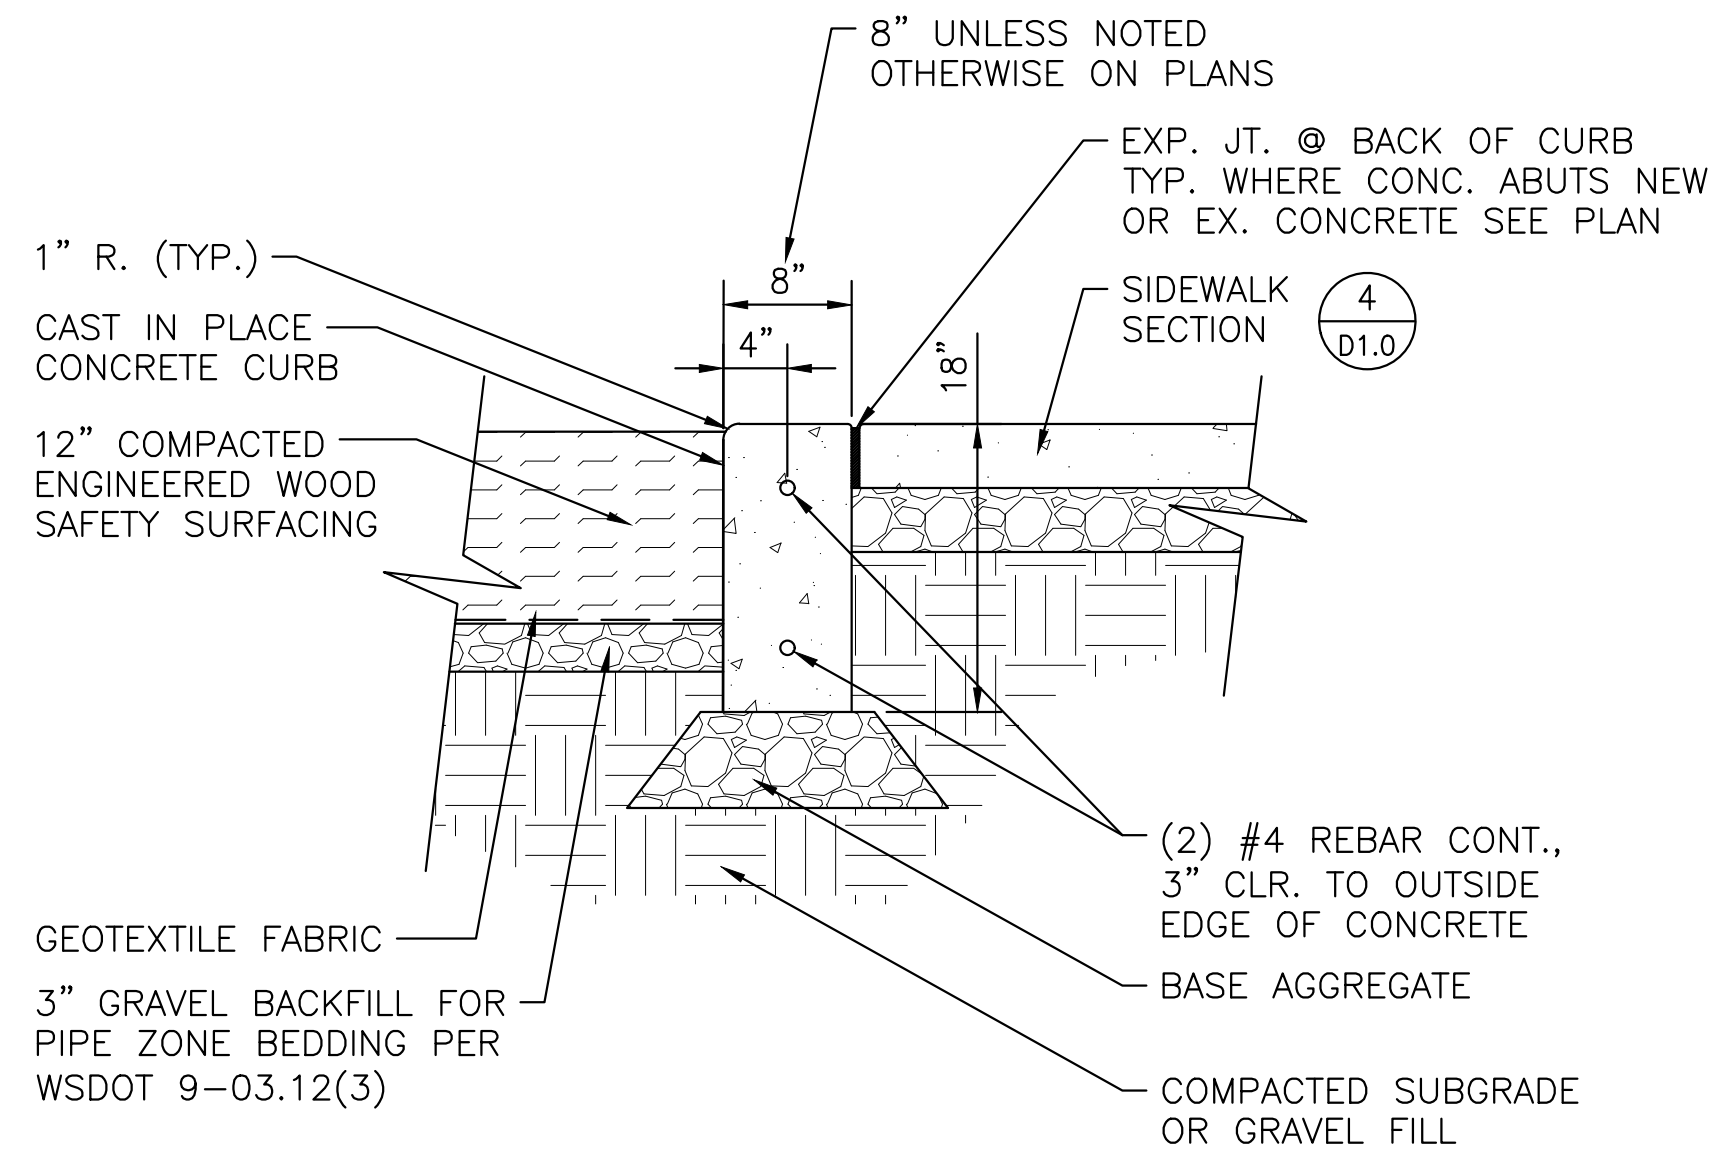 8” UNLESS NOTED
OTHERWISE ON PLANS
EXP. JT. @ BACK OF CURB
TYP. WHERE CONC. ABUTS NEW
OR EX. CONCRETE SEE PLAN
1” R. (TYP.)
8”
SIDEWALK
SECTION
4
D1.0
CAST IN PLACE
CONCRETE CURB
4”
18”
12” COMPACTED
ENGINEERED WOOD
SAFETY SURFACING
(2) #4 REBAR CONT.,
3” CLR. TO OUTSIDE
EDGE OF CONCRETE
GEOTEXTILE FABRIC
BASE AGGREGATE
3” GRAVEL BACKFILL FOR
PIPE ZONE BEDDING PER
WSDOT 9-03.12(3)
COMPACTED SUBGRADE
OR GRAVEL FILL